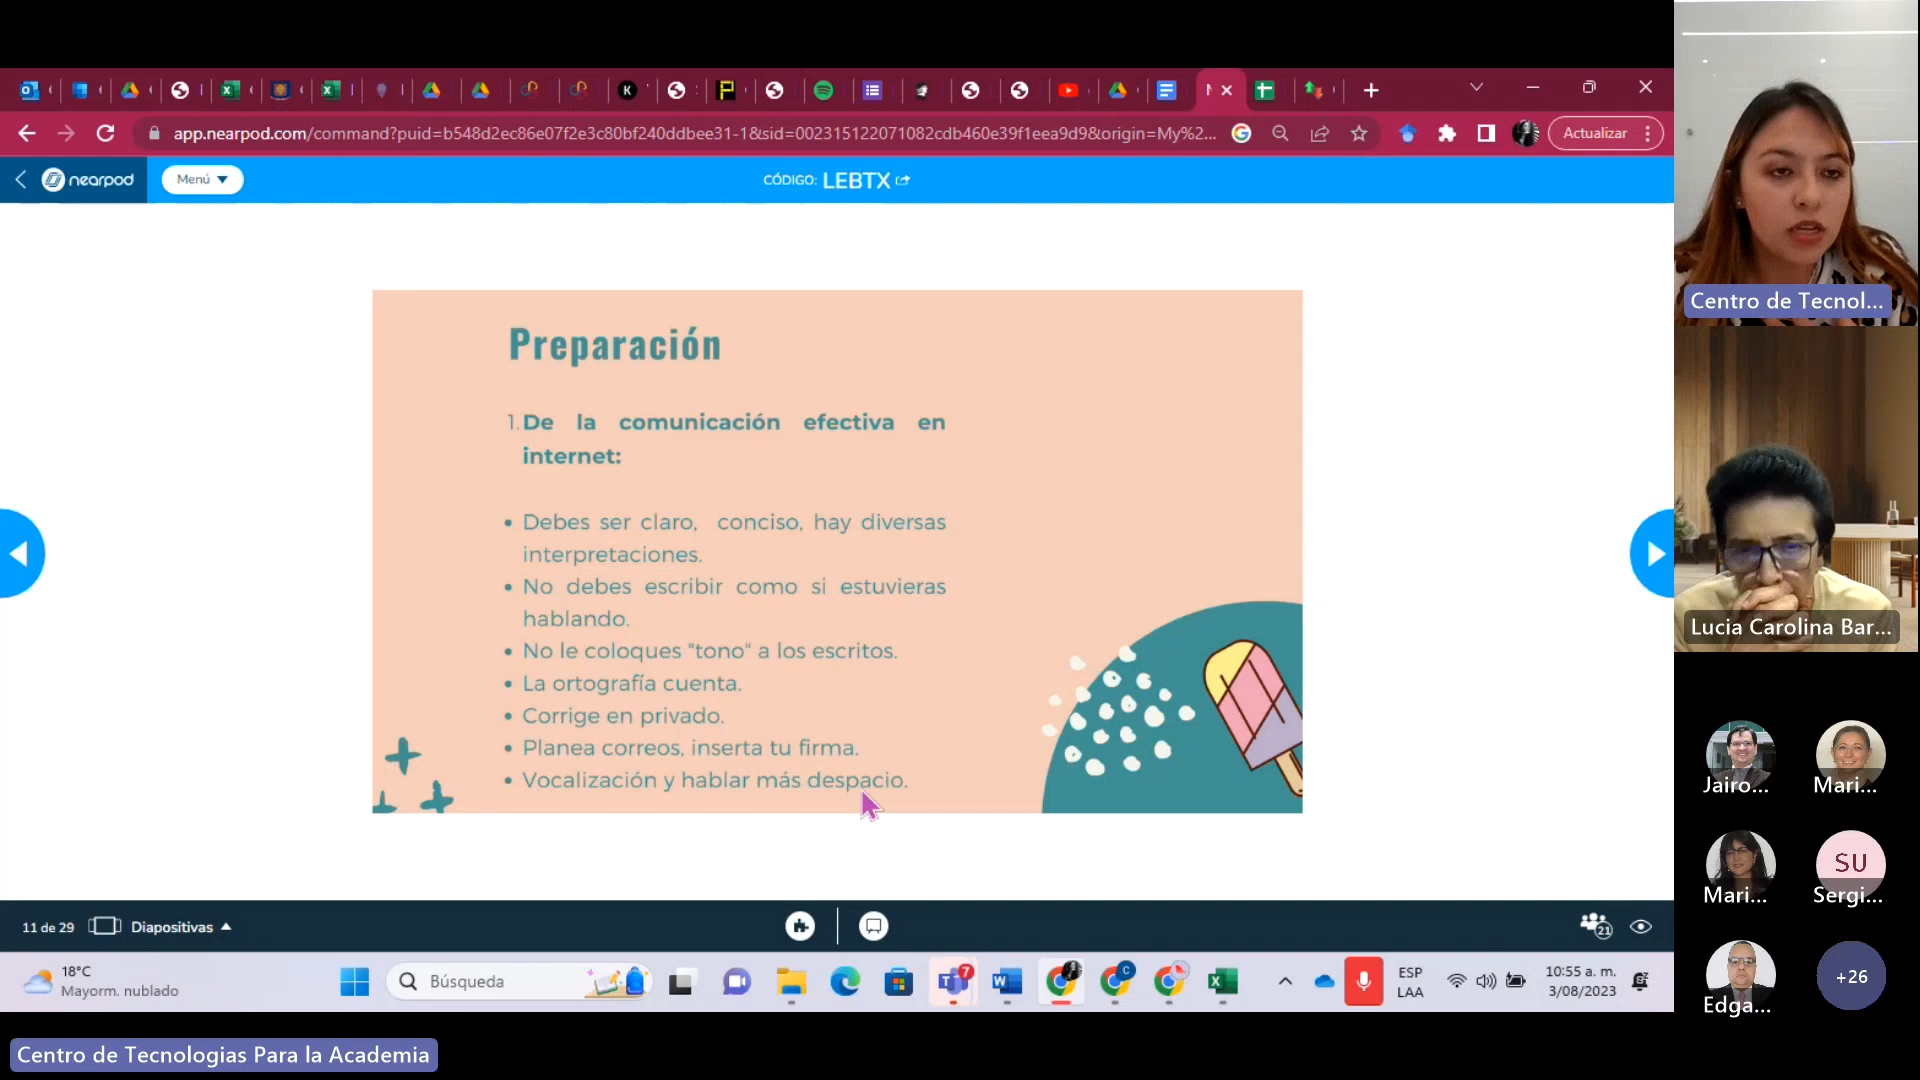 app.nearpod.com/command?puid=b548d2ec86e07f2e3c80bf240ddbee31-1&sid=002315122071082cdb460e39f1eea9d9&origin=My%2...
Actualizar
nearpod
Menú
CÓDIGO: LEBTX
Preparación
1. De la comunicación efectiva en
internet:
• Debes ser claro, conciso, hay diversas
interpretaciones.
• No debes escribir como si estuvieras
hablando.
• No le coloques "tono" a los escritos.
• La ortografía cuenta.
• Corrige en privado.
• Planea correos, inserta tu firma.
• Vocalización y hablar más despacio.
11 de 29
Diapositivas
21
18°C
Mayorm. nublado
Búsqueda
7
ESP
LAA
10:55 a. m.
3/08/2023
Centro de Tecnol...
Lucia Carolina Bar...
Jairo...
Mari...
Mari...
SU
Sergi...
Edga...
+26
Centro de Tecnologias Para la Academia